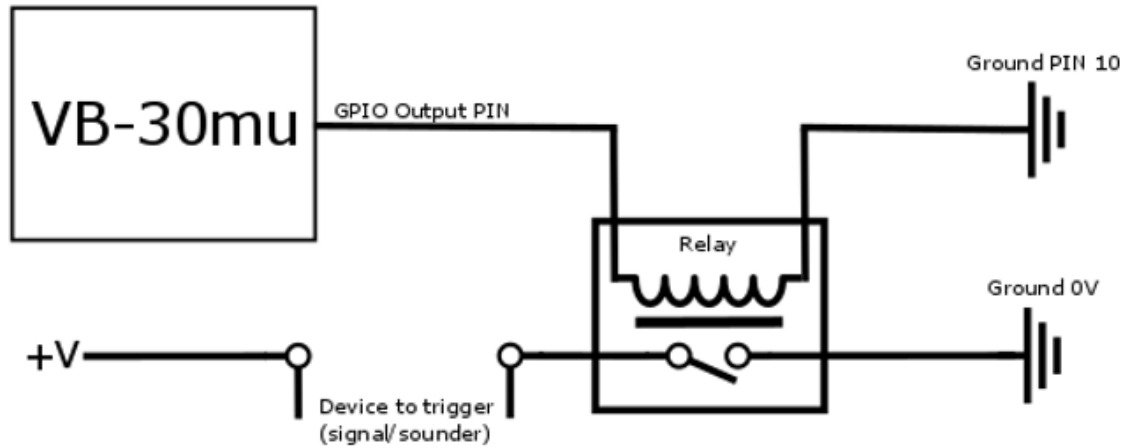 Ground PIN 10
VB-30mu
GPIO Output PIN
Relay
Ground 0V
+V
Device to trigger
(signal/sounder)